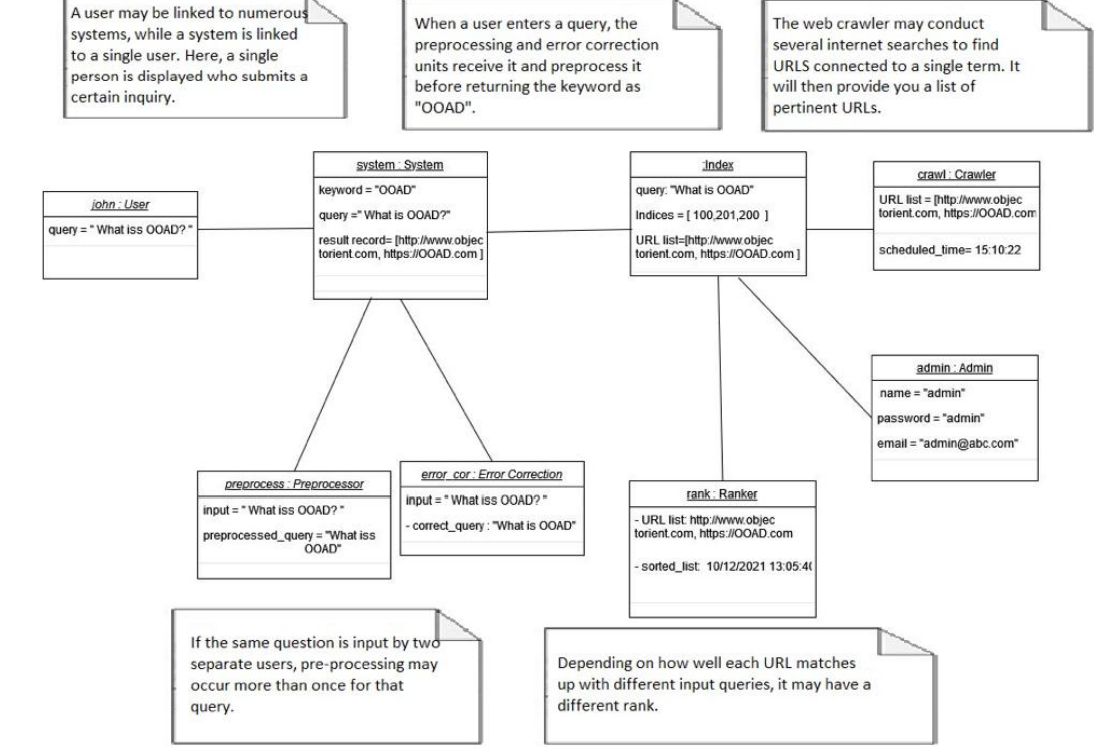 A user may be linked to numerous
systems, while a system is linked
to a single user. Here, a single
person is displayed who submits a
certain inquiry.
When a user enters a query, the
preprocessing and error correction
units receive it and preprocess it
before returning the keyword as
"OOAD".
The web crawler may conduct
several internet searches to find
URLS connected to a single term. It
will then provide you a list of
pertinent URLs.
john : User
query = " What iss OOAD? "
system : System
keyword = "OOAD"
query =" What is OOAD?"
result record= [http://www.objec
torient.com, https://OOAD.com ]
:Index
query: "What is OOAD"
Indices = [ 100,201,200 ]
URL list=[http://www.objec
torient.com, https://OOAD.com ]
crawl : Crawler
URL list = [http://www.objec
torient.com, https://OOAD.com
scheduled_time= 15:10:22
admin : Admin
name = "admin"
password = "admin"
email = "admin@abc.com"
preprocess : Preprocessor
input = " What iss OOAD? "
preprocessed_query = "What iss
OOAD"
error_cor : Error Correction
input = " What iss OOAD? "
- correct_query : "What is OOAD"
rank : Ranker
- URL list: http://www.objec
torient.com, https://OOAD.com
- sorted_list: 10/12/2021 13:05:4(
If the same question is input by two
separate users, pre-processing may
occur more than once for that
query.
Depending on how well each URL matches
up with different input queries, it may have a
different rank.